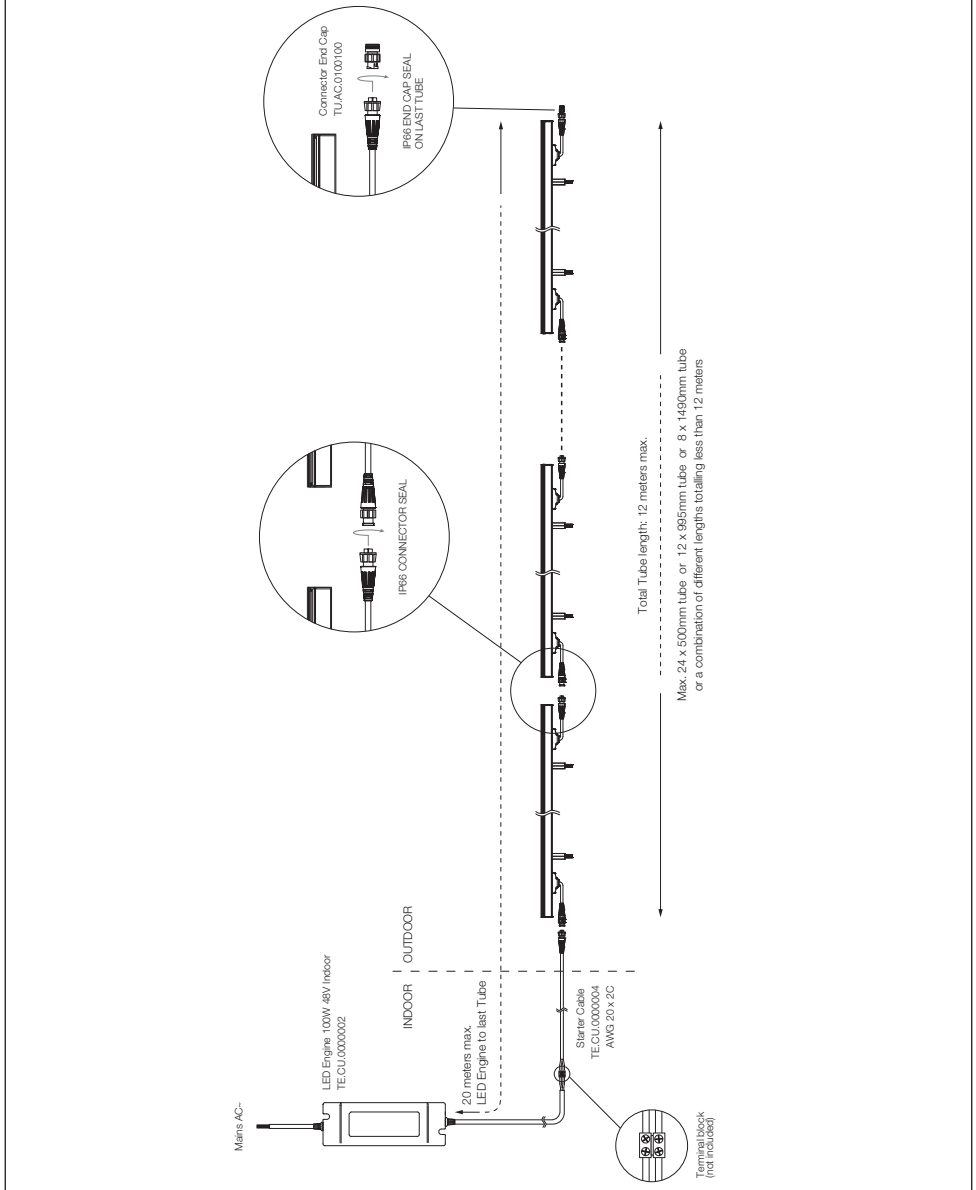 Mains AC~
LED Engine 100W 48V Indoor
TE.CU.0000002
INDOOR
OUTDOOR
20 meters max.
LED Engine to last Tube
Starter Cable
TE.CU.0000004
AWG 20 x 2C
Terminal block
(not included)
IP66 CONNECTOR SEAL
Connector End Cap
TU.AC.0100100
IP66 END CAP SEAL
ON LAST TUBE
Total Tube length: 12 meters max.
Max. 24 x 500mm tube or 12 x 995mm tube or 8 x 1490mm tube
or a combination of different lengths totalling less than 12 meters